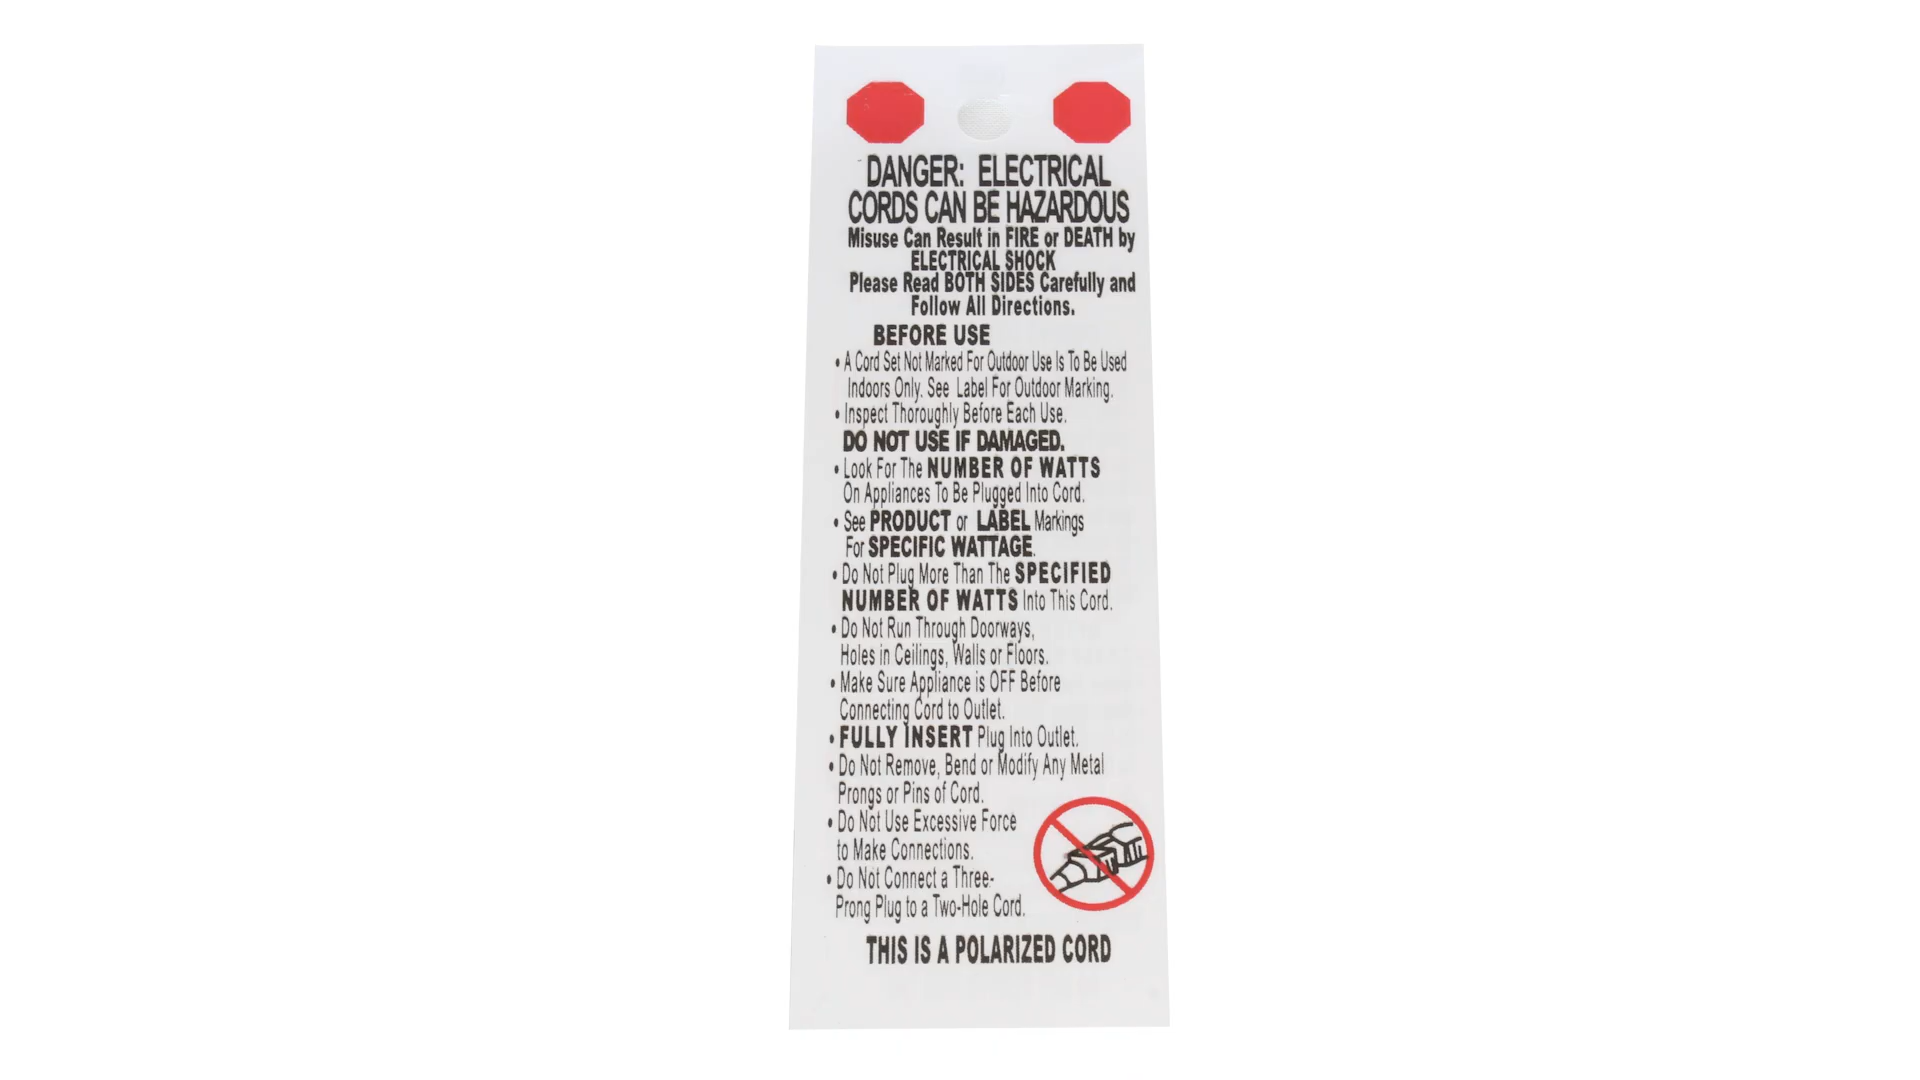 DANGER: ELECTRICAL
CORDS CAN BE HAZARDOUS
Misuse Can Result in FIRE or DEATH by
ELECTRICAL SHOCK
Please Read BOTH SIDES Carefully and
Follow All Directions.
BEFORE USE
• A Cord Set Not Marked For Outdoor Use Is To Be Used
Indoors Only. See Label For Outdoor Marking.
• Inspect Thoroughly Before Each Use.
DO NOT USE IF DAMAGED.
• Look For The NUMBER OF WATTS
On Appliances To Be Plugged Into Cord.
• See PRODUCT or LABEL Markings
For SPECIFIC WATTAGE.
• Do Not Plug More Than The SPECIFIED
NUMBER OF WATTS Into This Cord.
• Do Not Run Through Doorways,
Holes in Ceilings, Walls or Floors.
• Make Sure Appliance is OFF Before
Connecting Cord to Outlet.
• FULLY INSERT Plug Into Outlet.
• Do Not Remove, Bend or Modify Any Metal
Prongs or Pins of Cord.
• Do Not Use Excessive Force
to Make Connections.
• Do Not Connect a Three-
Prong Plug to a Two-Hole Cord.
THIS IS A POLARIZED CORD